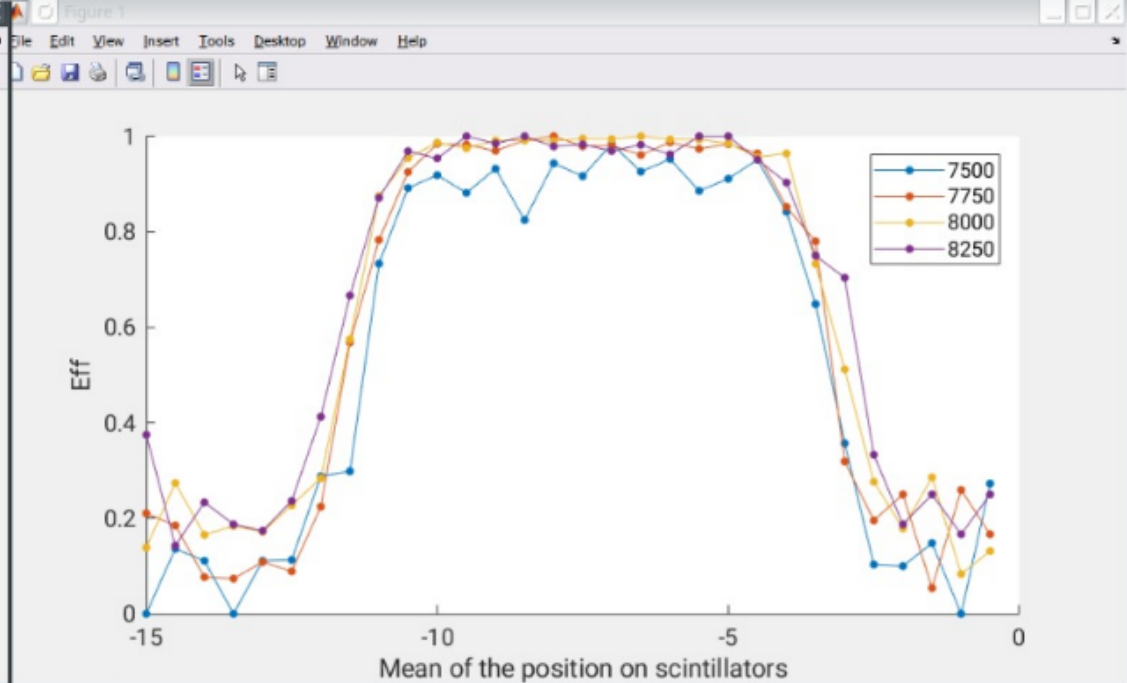 Figure 1
File Edit View Insert Tools Desktop Window Help
1
0.8
0.6
0.4
0.2
0
Eff
-15 -10 -5 0
Mean of the position on scintillators
7500
7750
8000
8250